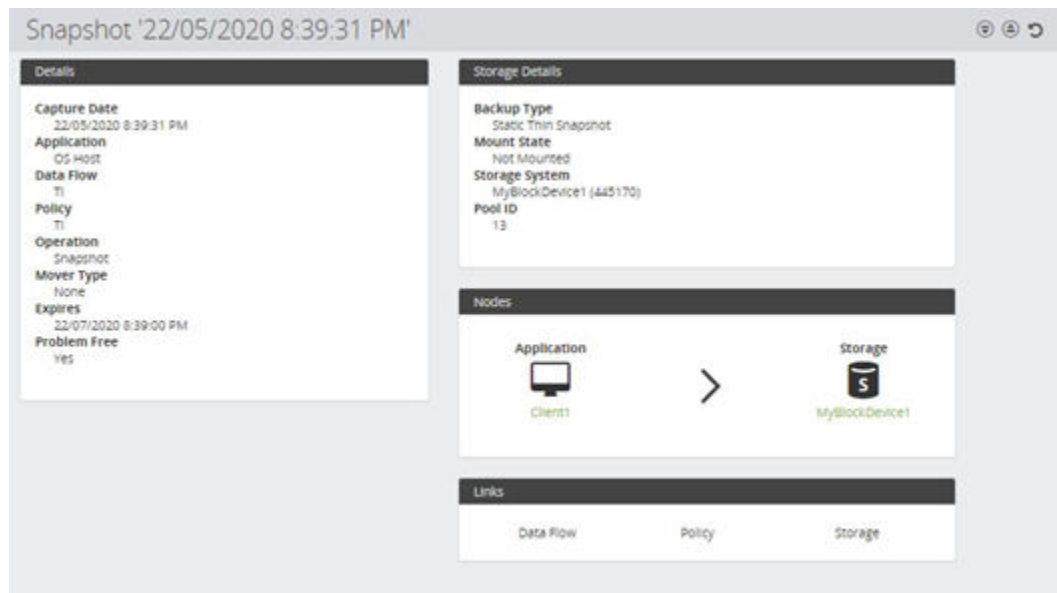 Snapshot '22/05/2020 8:39:31 PM'
Details
Capture Date
22/05/2020 8:39:31 PM
Application
OS Host
Data Flow
TI
Policy
TI
Operation
Snapshot
Mover Type
None
Expires
22/07/2020 8:39:00 PM
Problem Free
Yes
Storage Details
Backup Type
Static Thin Snapshot
Mount State
Not Mounted
Storage System
MyBlockDevice1 (445170)
Pool ID
13
Nodes
Application
Storage
S
Client1
MyBlockDevice1
Links
Data Flow
Policy
Storage